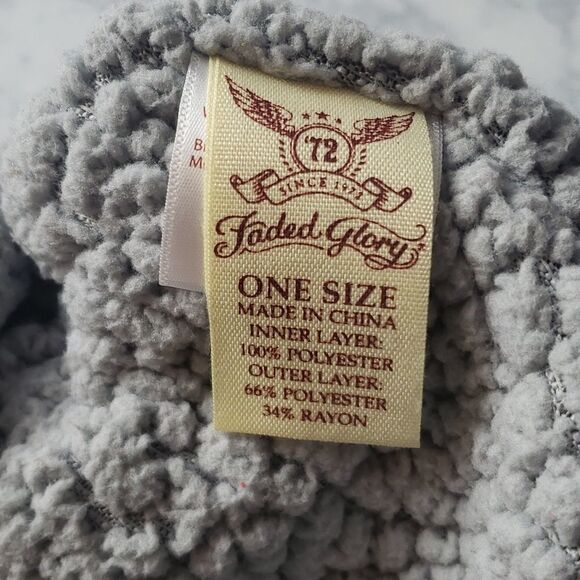 '72
SINCE 1972
Faded Glory
ONE SIZE
MADE IN CHINA
INNER LAYER:
100% POLYESTER
OUTER LAYER:
66% POLYESTER
34% RAYON